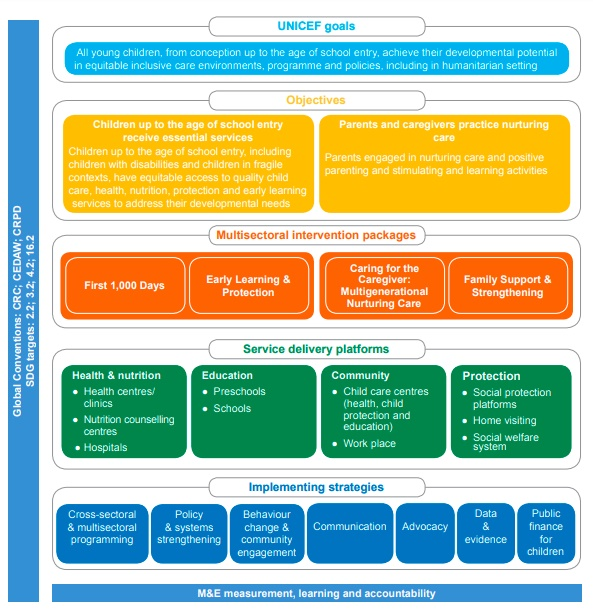 Global Conventions: CRC; CEDAW; CRPD
SDG targets: 2.2; 3.2; 4.2; 16.2
UNICEF goals
All young children, from conception up to the age of school entry, achieve their developmental potential
in equitable inclusive care environments, programme and policies, including in humanitarian setting
Objectives
Children up to the age of school entry
receive essential services
Children up to the age of school entry, including
children with disabilities and children in fragile
contexts, have equitable access to quality child
care, health, nutrition, protection and early learning
services to address their developmental needs
Parents and caregivers practice nurturing
care
Parents engaged in nurturing care and positive
parenting and stimulating and learning activities
Multisectoral intervention packages
First 1,000 Days
Early Learning &
Protection
Caring for the
Caregiver:
Multigenerational
Nurturing Care
Family Support &
Strengthening
Service delivery platforms
Health & nutrition
● Health centres/
clinics
● Nutrition counselling
centres
● Hospitals
Education
● Preschools
● Schools
Community
● Child care centres
(health, child
protection and
education)
● Work place
Protection
● Social protection
platforms
● Home visiting
● Social welfare
system
Implementing strategies
Cross-sectoral
& multisectoral
programming
Policy
& systems
strengthening
Behaviour
change &
community
engagement
Communication
Advocacy
Data
&
evidence
Public
finance
for
children
M&E measurement, learning and accountability